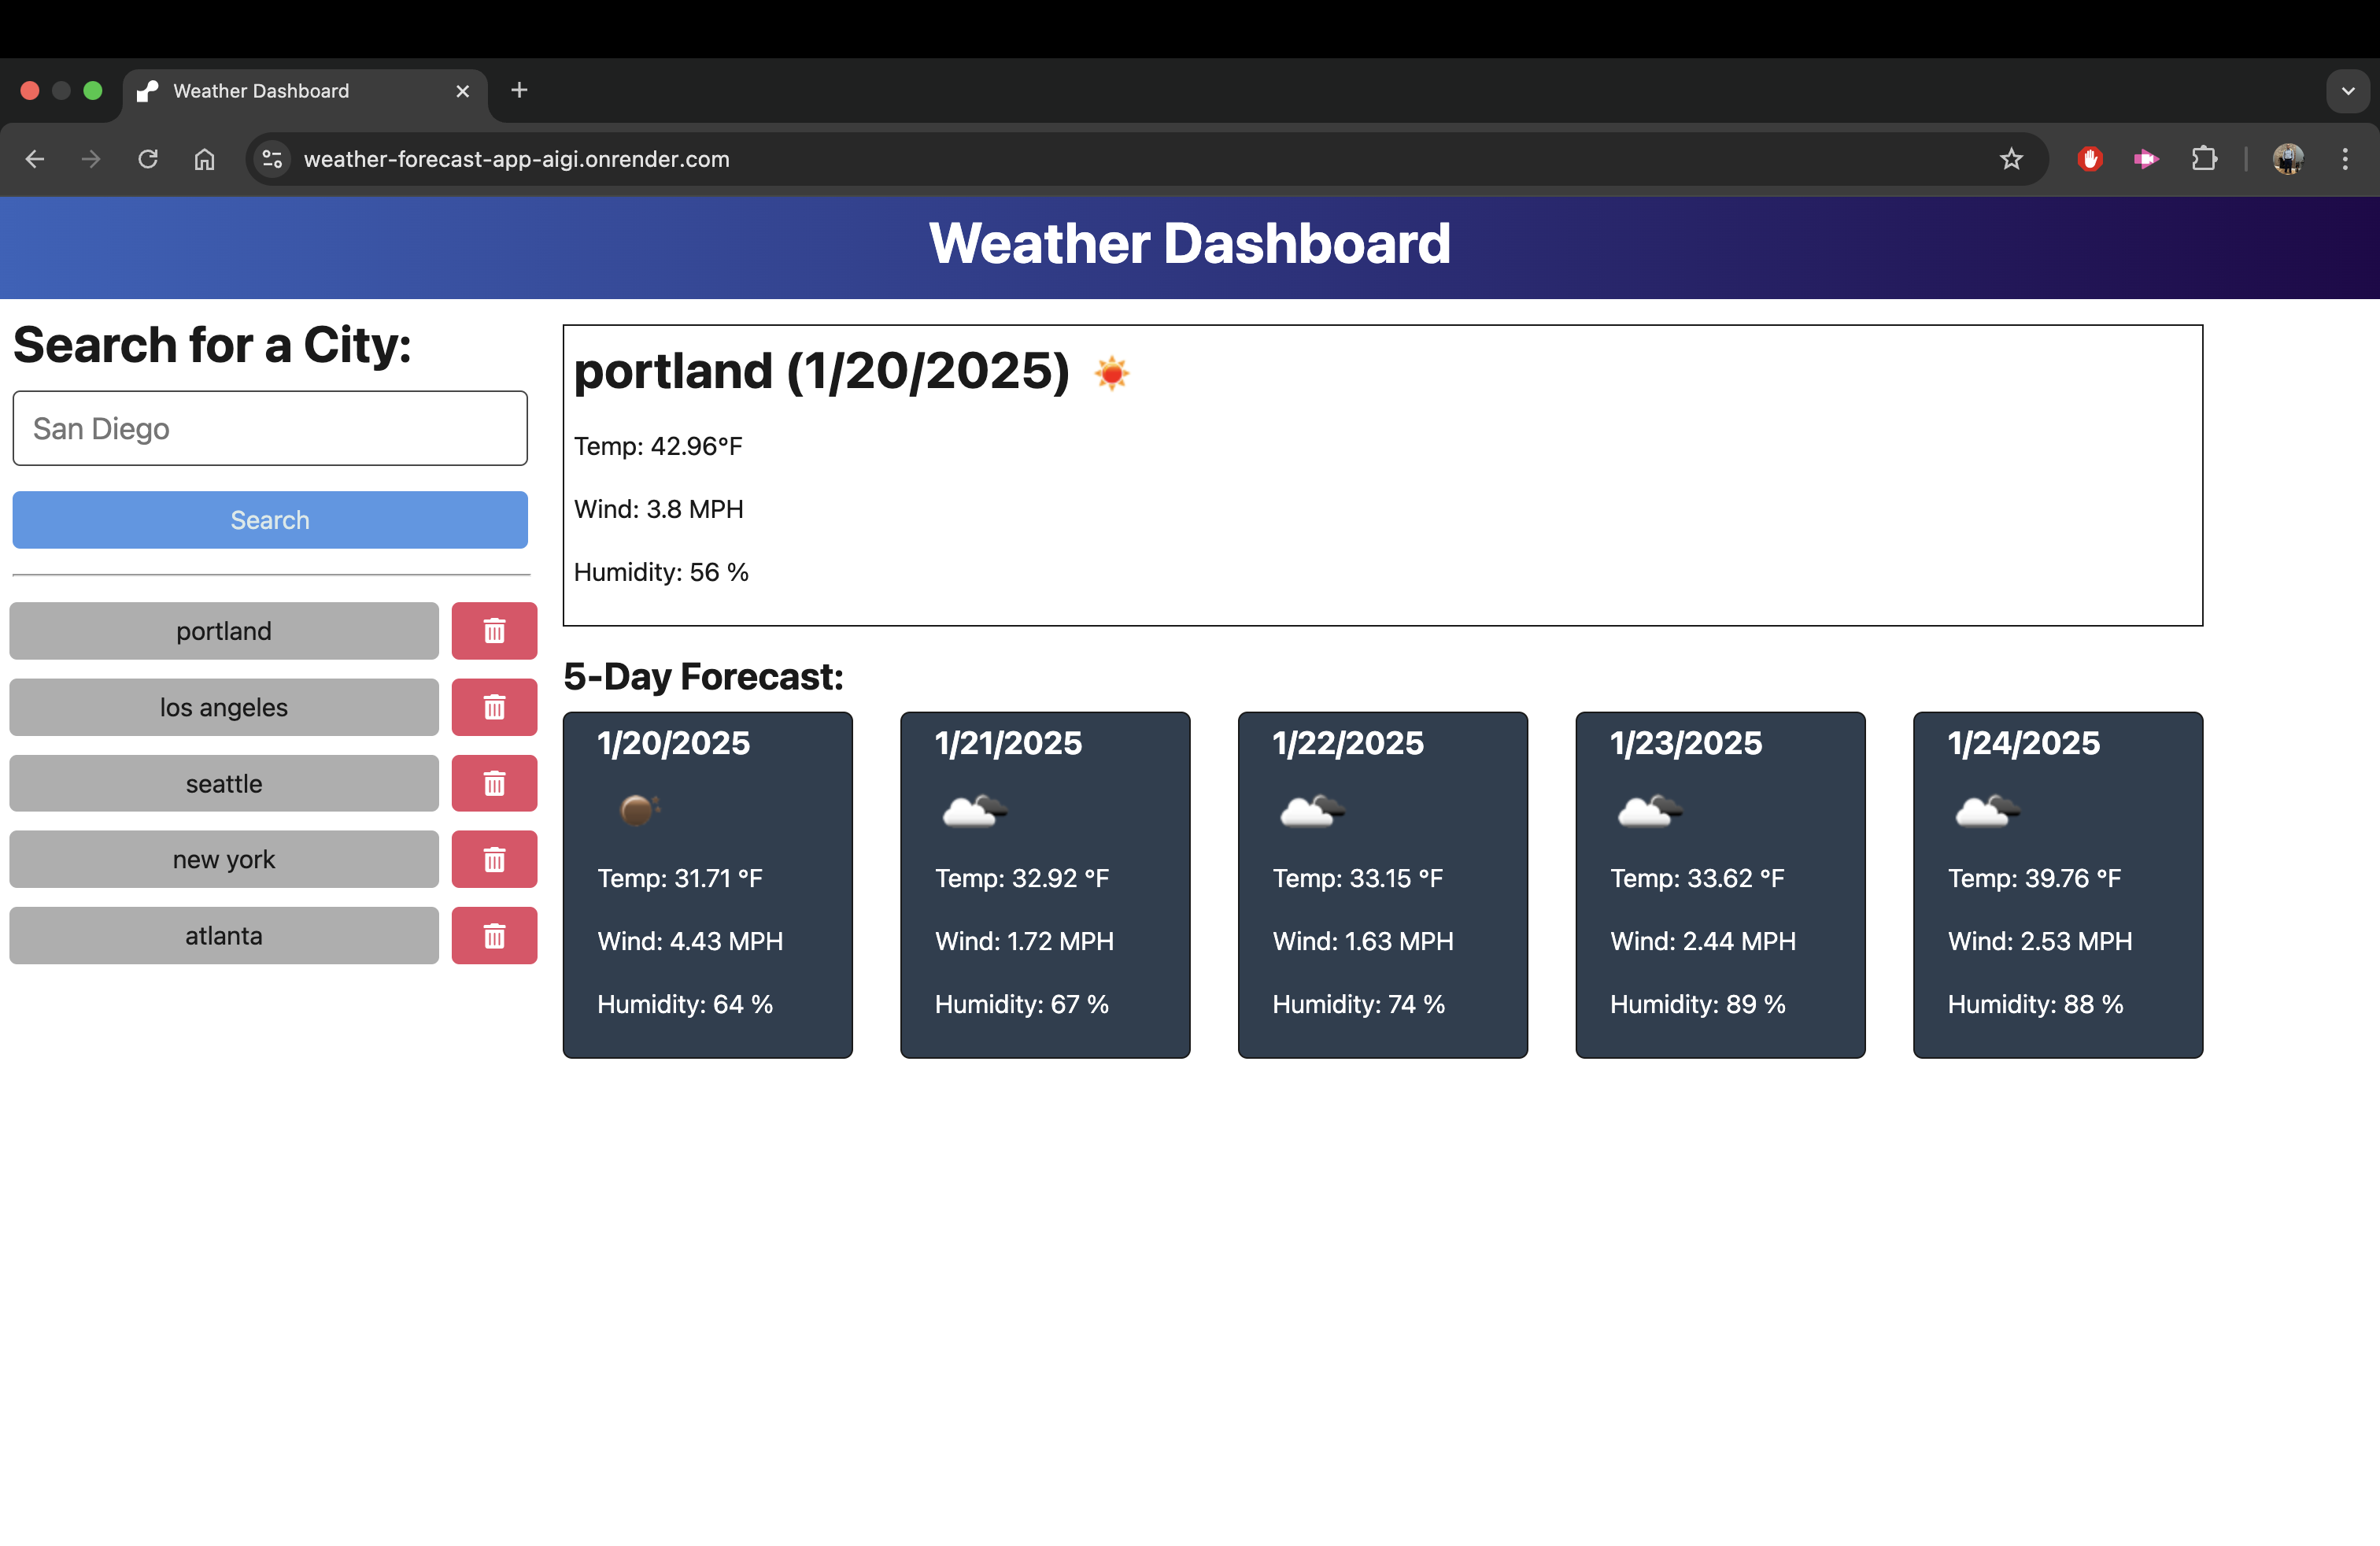 Weather Dashboard
weather-forecast-app-aigi.onrender.com
Weather Dashboard
Search for a City:
San Diego
Search
portland
los angeles
seattle
new york
atlanta
portland (1/20/2025)
Temp: 42.96°F
Wind: 3.8 MPH
Humidity: 56 %
5-Day Forecast:
1/20/2025
Temp: 31.71 °F
Wind: 4.43 MPH
Humidity: 64 %
1/21/2025
Temp: 32.92 °F
Wind: 1.72 MPH
Humidity: 67 %
1/22/2025
Temp: 33.15 °F
Wind: 1.63 MPH
Humidity: 74 %
1/23/2025
Temp: 33.62 °F
Wind: 2.44 MPH
Humidity: 89 %
1/24/2025
Temp: 39.76 °F
Wind: 2.53 MPH
Humidity: 88 %